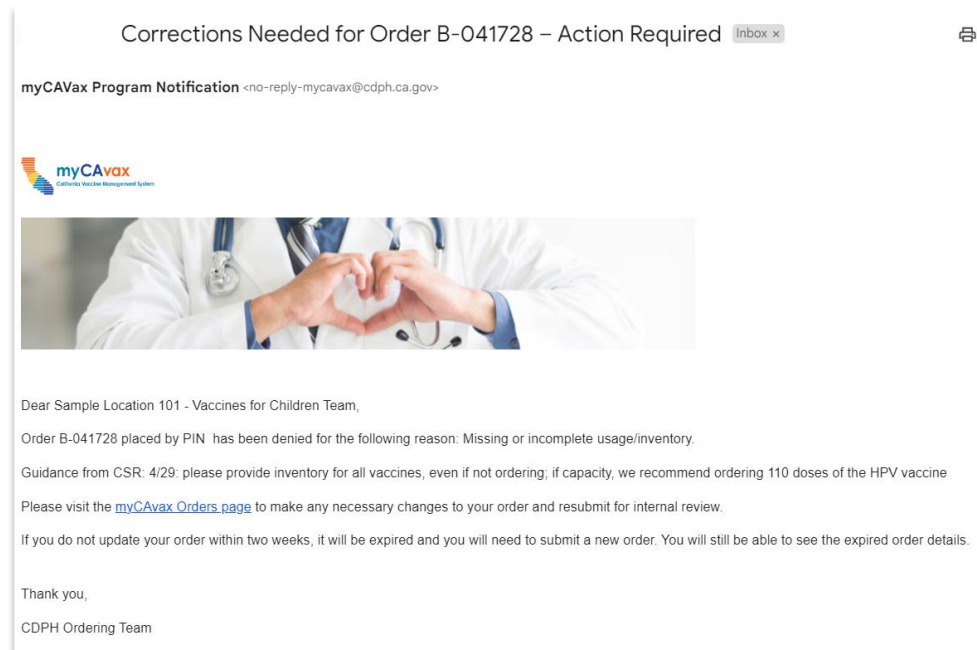 Corrections Needed for Order B-041728 – Action Required Inbox ×
myCAVax Program Notification <no-reply-mycavax@cdph.ca.gov>
myCAvax
California Vaccine Management System
Dear Sample Location 101 - Vaccines for Children Team,
Order B-041728 placed by PIN  has been denied for the following reason: Missing or incomplete usage/inventory.
Guidance from CSR: 4/29: please provide inventory for all vaccines, even if not ordering; if capacity, we recommend ordering 110 doses of the HPV vaccine
Please visit the myCAvax Orders page to make any necessary changes to your order and resubmit for internal review.
If you do not update your order within two weeks, it will be expired and you will need to submit a new order. You will still be able to see the expired order details.
Thank you,
CDPH Ordering Team